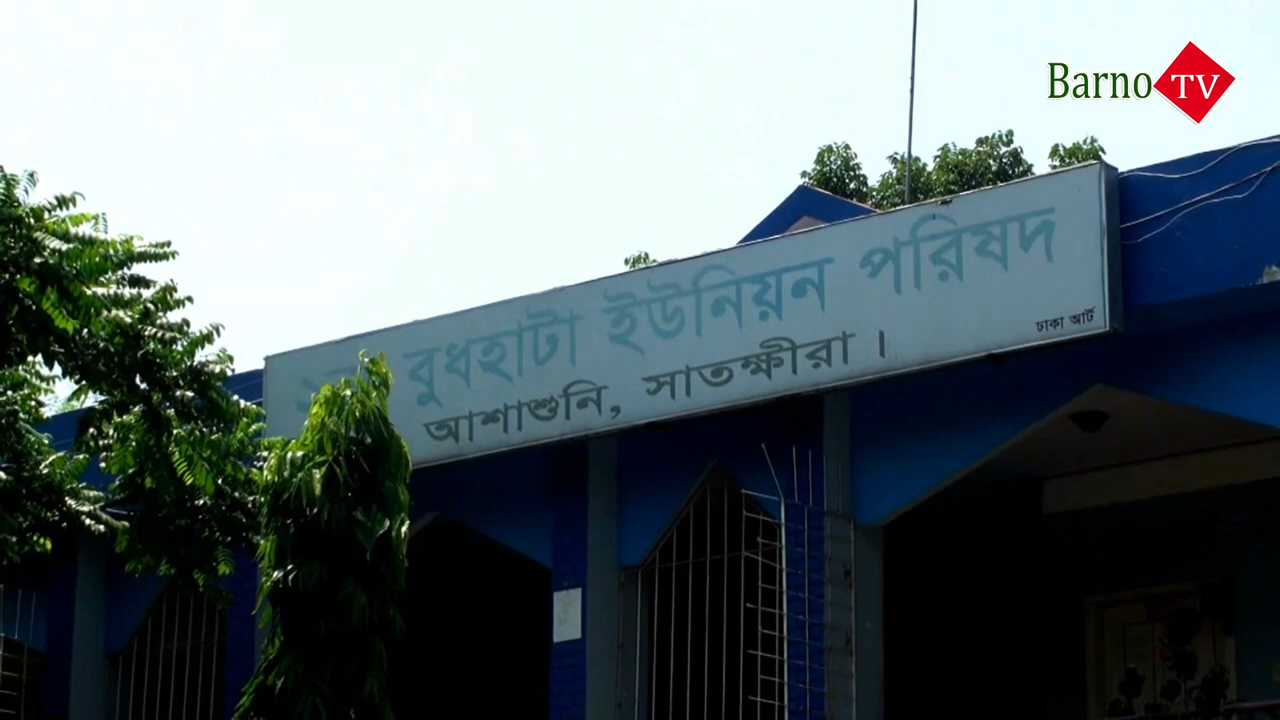 Barno TV
বুধহাটা ইউনিয়ন পরিষদ
আশাশুনি, সাতক্ষীরা।
ঢাকা আর্ট